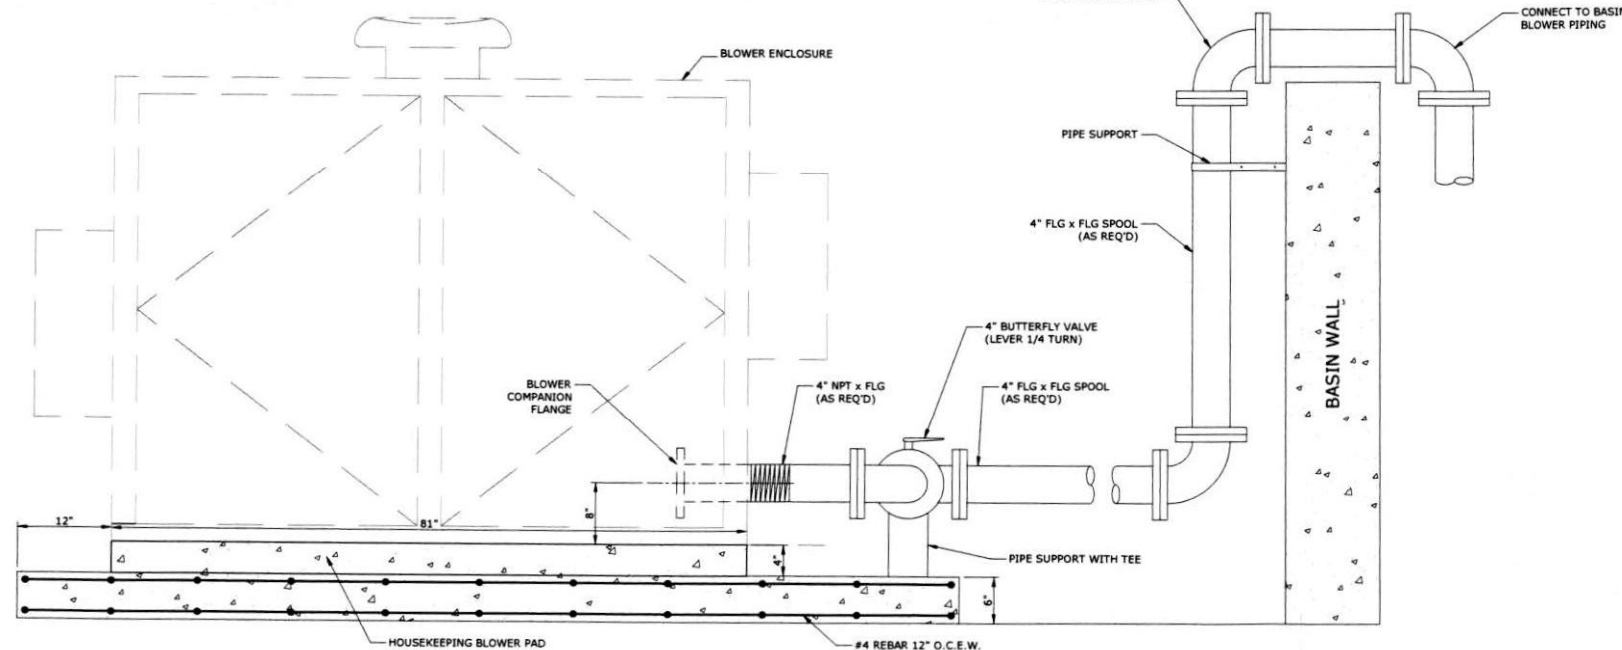 CONNECT TO BASIN
BLOWER PIPING
BLOWER ENCLOSURE
PIPE SUPPORT
4" FLG x FLG SPOOL
(AS REQ'D)
4" BUTTERFLY VALVE
(LEVER 1/4 TURN)
BLOWER
COMPANION
FLANGE
4" NPT x FLG
(AS REQ'D)
4" FLG x FLG SPOOL
(AS REQ'D)
BASIN WALL
12"
81"
8"
4"
PIPE SUPPORT WITH TEE
6"
HOUSEKEEPING BLOWER PAD
#4 REBAR 12" O.C.E.W.